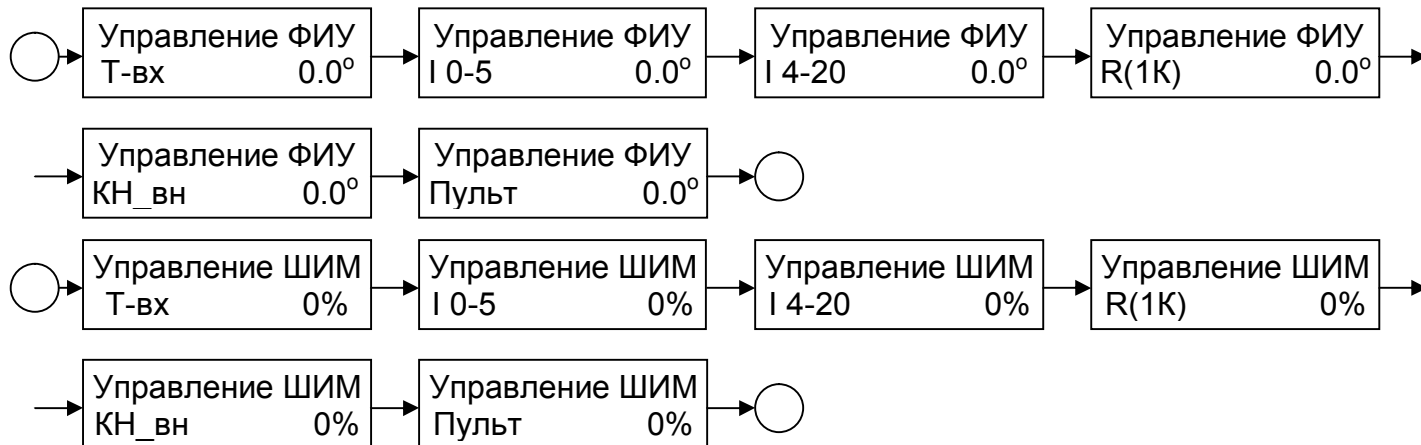 Управление ФИУ
Т-вх 0.0°
Управление ФИУ
I 0-5 0.0°
Управление ФИУ
I 4-20 0.0°
Управление ФИУ
R(1К) 0.0°
Управление ФИУ
КН_вн 0.0°
Управление ФИУ
Пульт 0.0°
Управление ШИМ
Т-вх 0%
Управление ШИМ
I 0-5 0%
Управление ШИМ
I 4-20 0%
Управление ШИМ
R(1К) 0%
Управление ШИМ
КН_вн 0%
Управление ШИМ
Пульт 0%